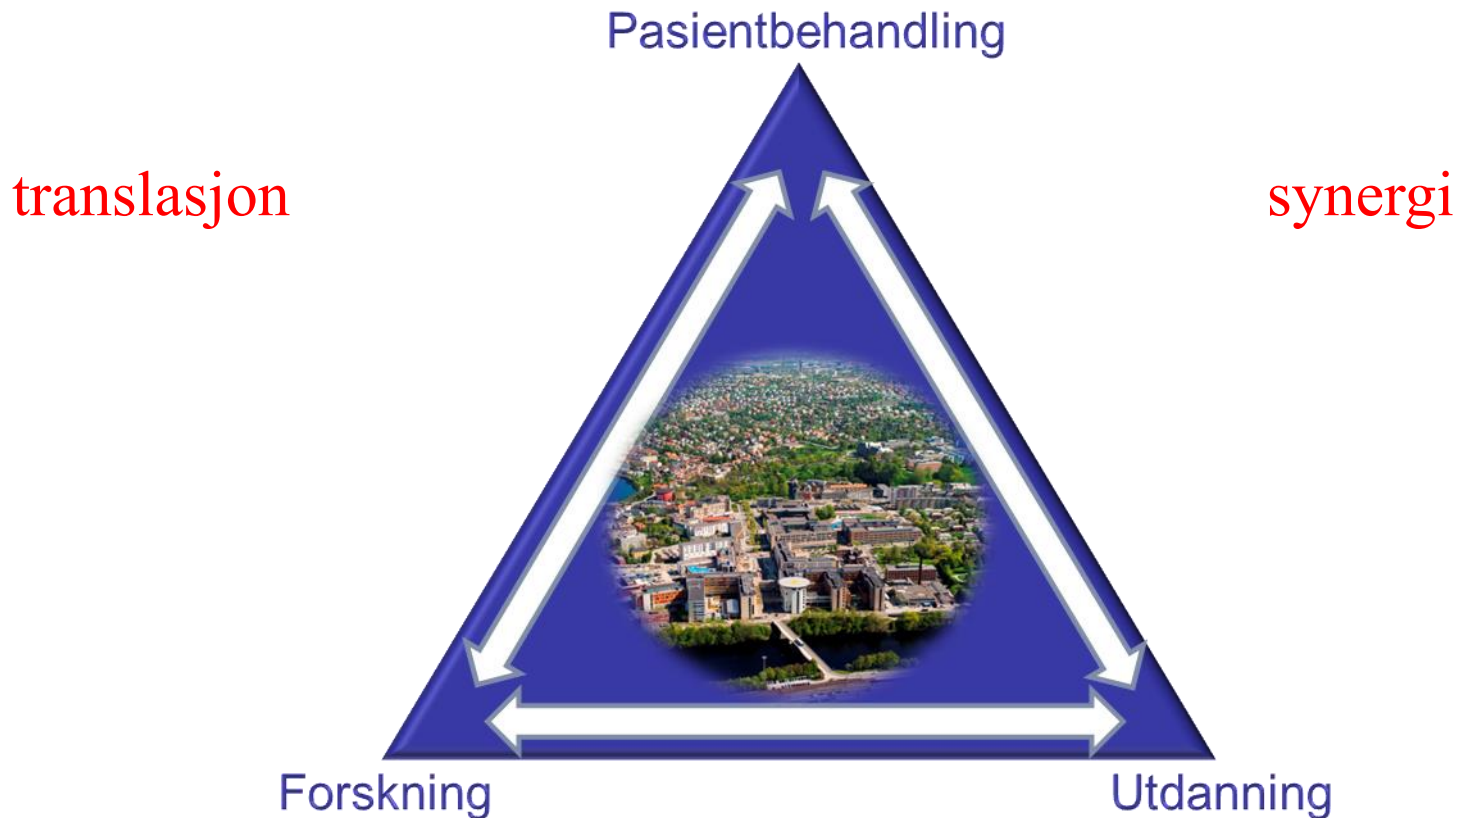 Pasientbehandling
translasjon
synergi
Forskning
Utdanning